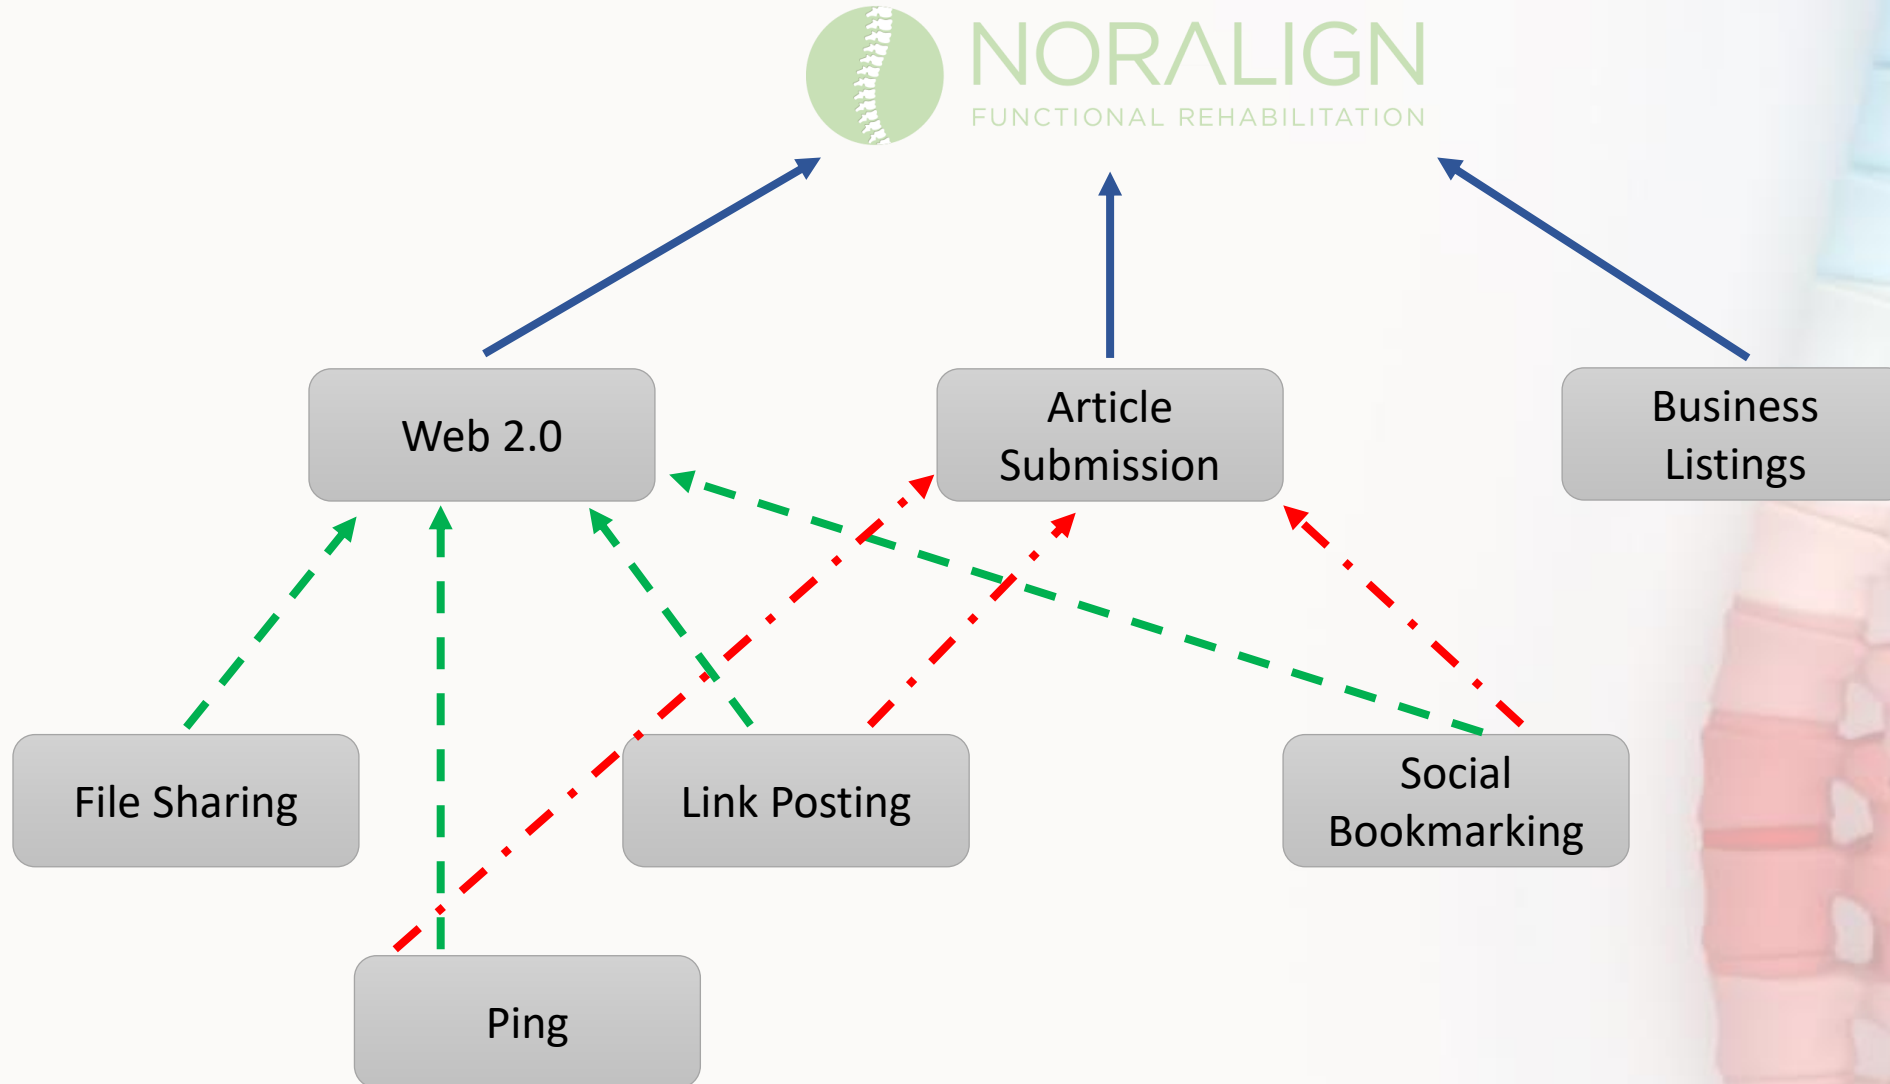 NORALIGN
FUNCTIONAL REHABILITATION
Web 2.0
Article
Submission
Business
Listings
File Sharing
Link Posting
Social
Bookmarking
Ping